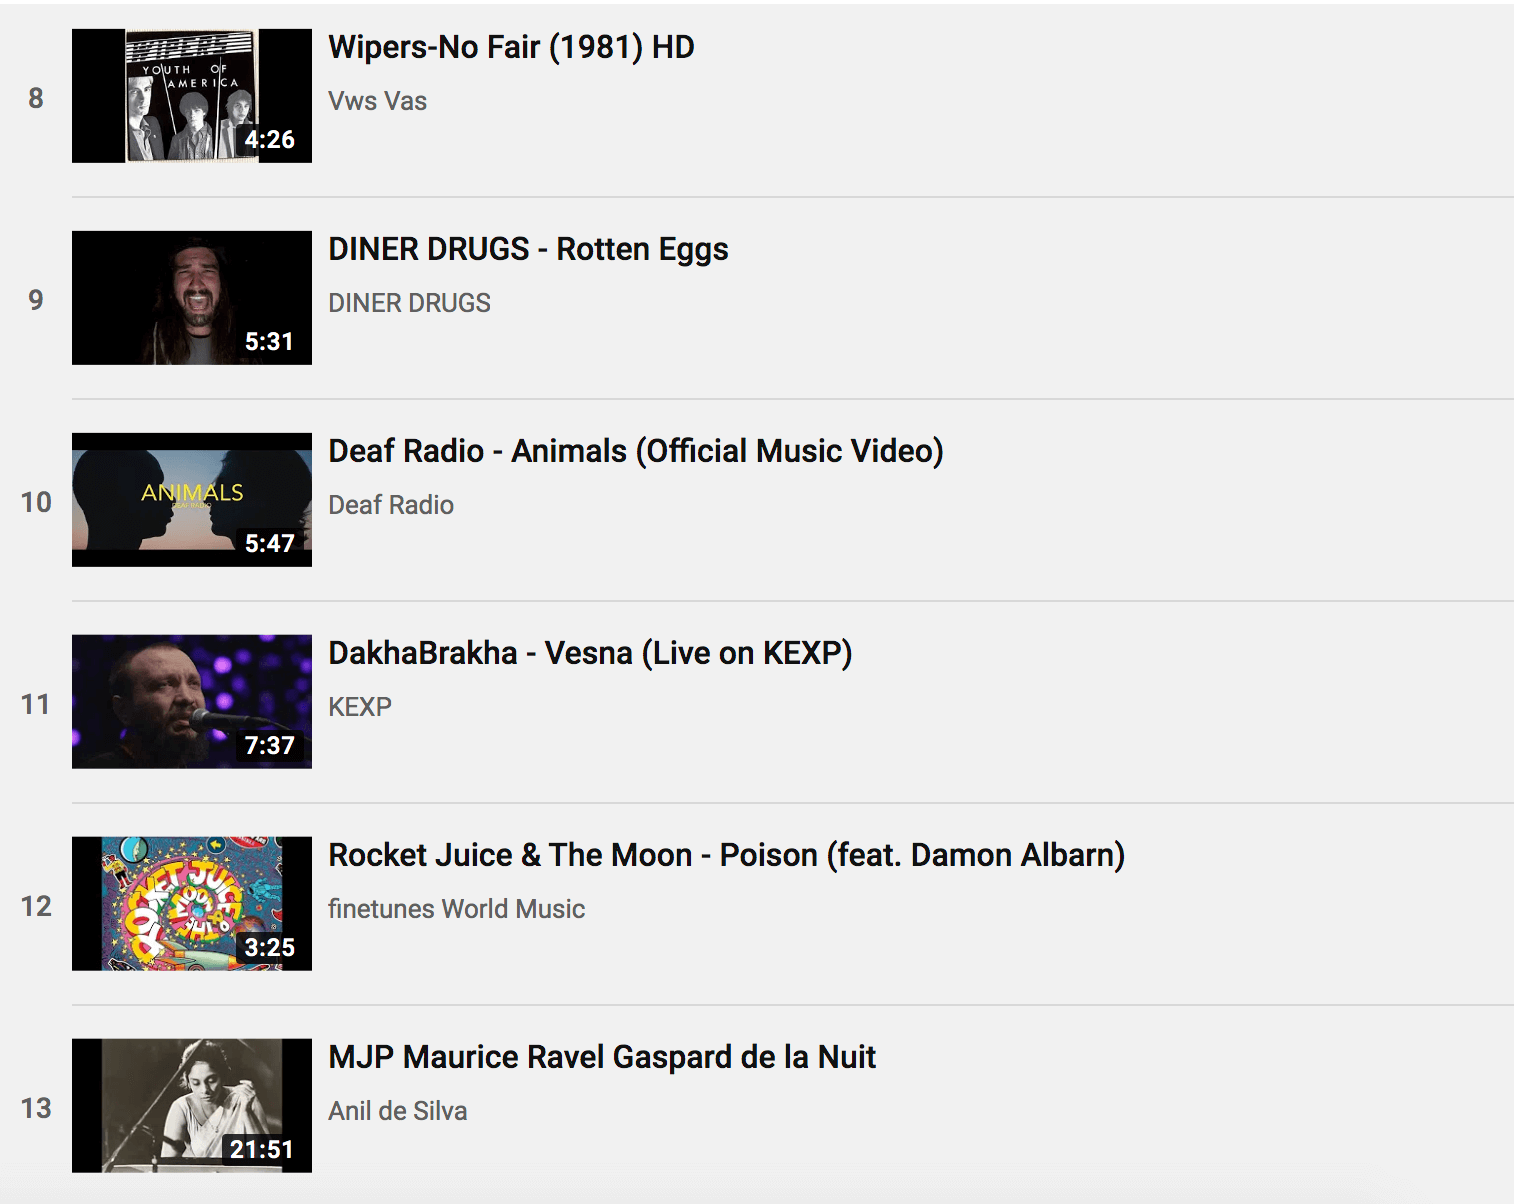 8
WIPERS
YOUTH OF
AMERICA
4:26
Wipers-No Fair (1981) HD
Vws Vas
9
5:31
DINER DRUGS - Rotten Eggs
DINER DRUGS
10
ANIMALS
DEAF RADIO
5:47
Deaf Radio - Animals (Official Music Video)
Deaf Radio
11
7:37
DakhaBrakha - Vesna (Live on KEXP)
KEXP
12
ROCKET JUICE & THE MOON
3:25
Rocket Juice & The Moon - Poison (feat. Damon Albarn)
finetunes World Music
13
21:51
MJP Maurice Ravel Gaspard de la Nuit
Anil de Silva